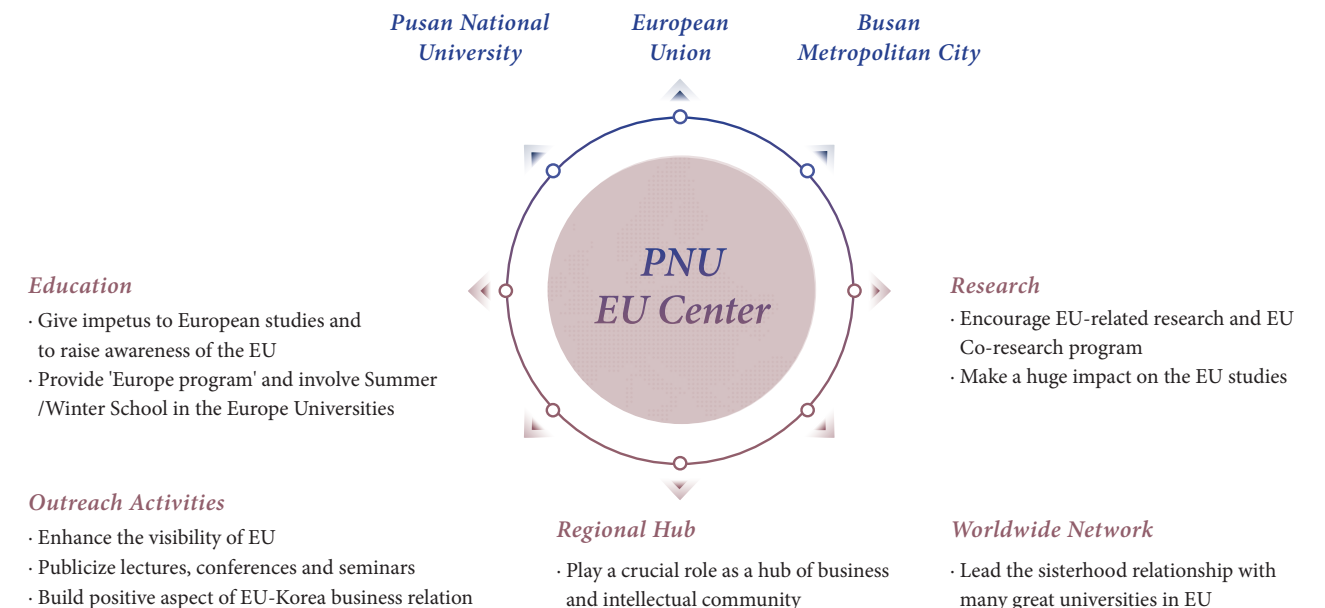 Pusan National
University
European
Union
Busan
Metropolitan City
PNU
EU Center
Education
· Give impetus to European studies and
to raise awareness of the EU
· Provide 'Europe program' and involve Summer
/Winter School in the Europe Universities
Research
· Encourage EU-related research and EU
Co-research program
· Make a huge impact on the EU studies
Outreach Activities
· Enhance the visibility of EU
· Publicize lectures, conferences and seminars
· Build positive aspect of EU-Korea business relation
Regional Hub
· Play a crucial role as a hub of business
and intellectual community
Worldwide Network
· Lead the sisterhood relationship with
many great universities in EU